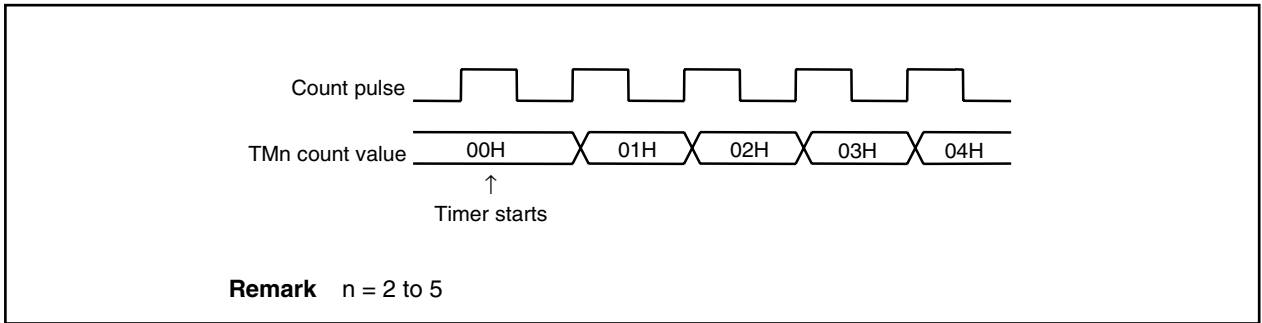 Count pulse
TMn count value 00H 01H 02H 03H 04H
↑
Timer starts
Remark n = 2 to 5